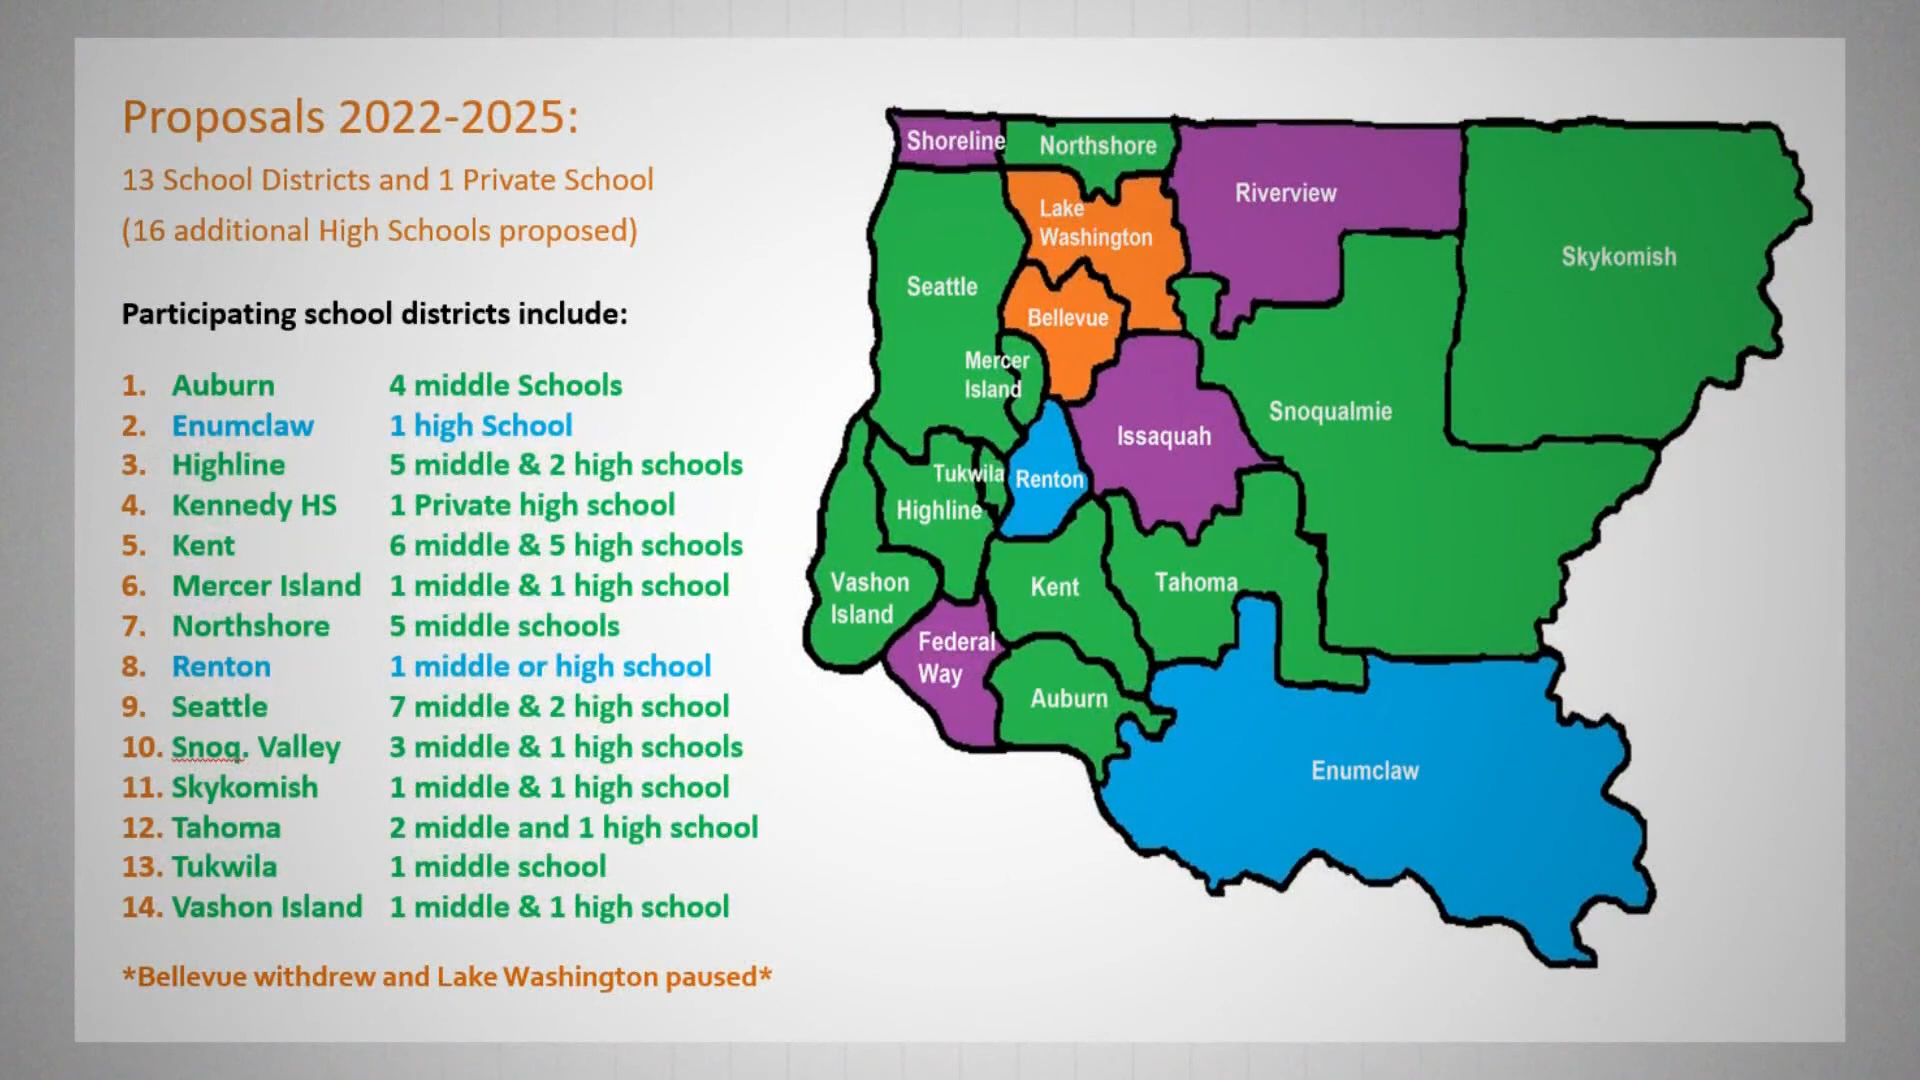 Proposals 2022-2025:
13 School Districts and 1 Private School
(16 additional High Schools proposed)
Participating school districts include:
1. Auburn 4 middle Schools
2. Enumclaw 1 high School
3. Highline 5 middle & 2 high schools
4. Kennedy HS 1 Private high school
5. Kent 6 middle & 5 high schools
6. Mercer Island 1 middle & 1 high school
7. Northshore 5 middle schools
8. Renton 1 middle or high school
9. Seattle 7 middle & 2 high school
10. Snoq. Valley 3 middle & 1 high schools
11. Skykomish 1 middle & 1 high school
12. Tahoma 2 middle and 1 high school
13. Tukwila 1 middle school
14. Vashon Island 1 middle & 1 high school
*Bellevue withdrew and Lake Washington paused*
Shoreline
Northshore
Riverview
Skykomish
Lake
Washington
Seattle
Bellevue
Mercer
Island
Snoqualmie
Issaquah
Tukwila
Renton
Highline
Vashon
Island
Kent
Tahoma
Federal
Way
Auburn
Enumclaw